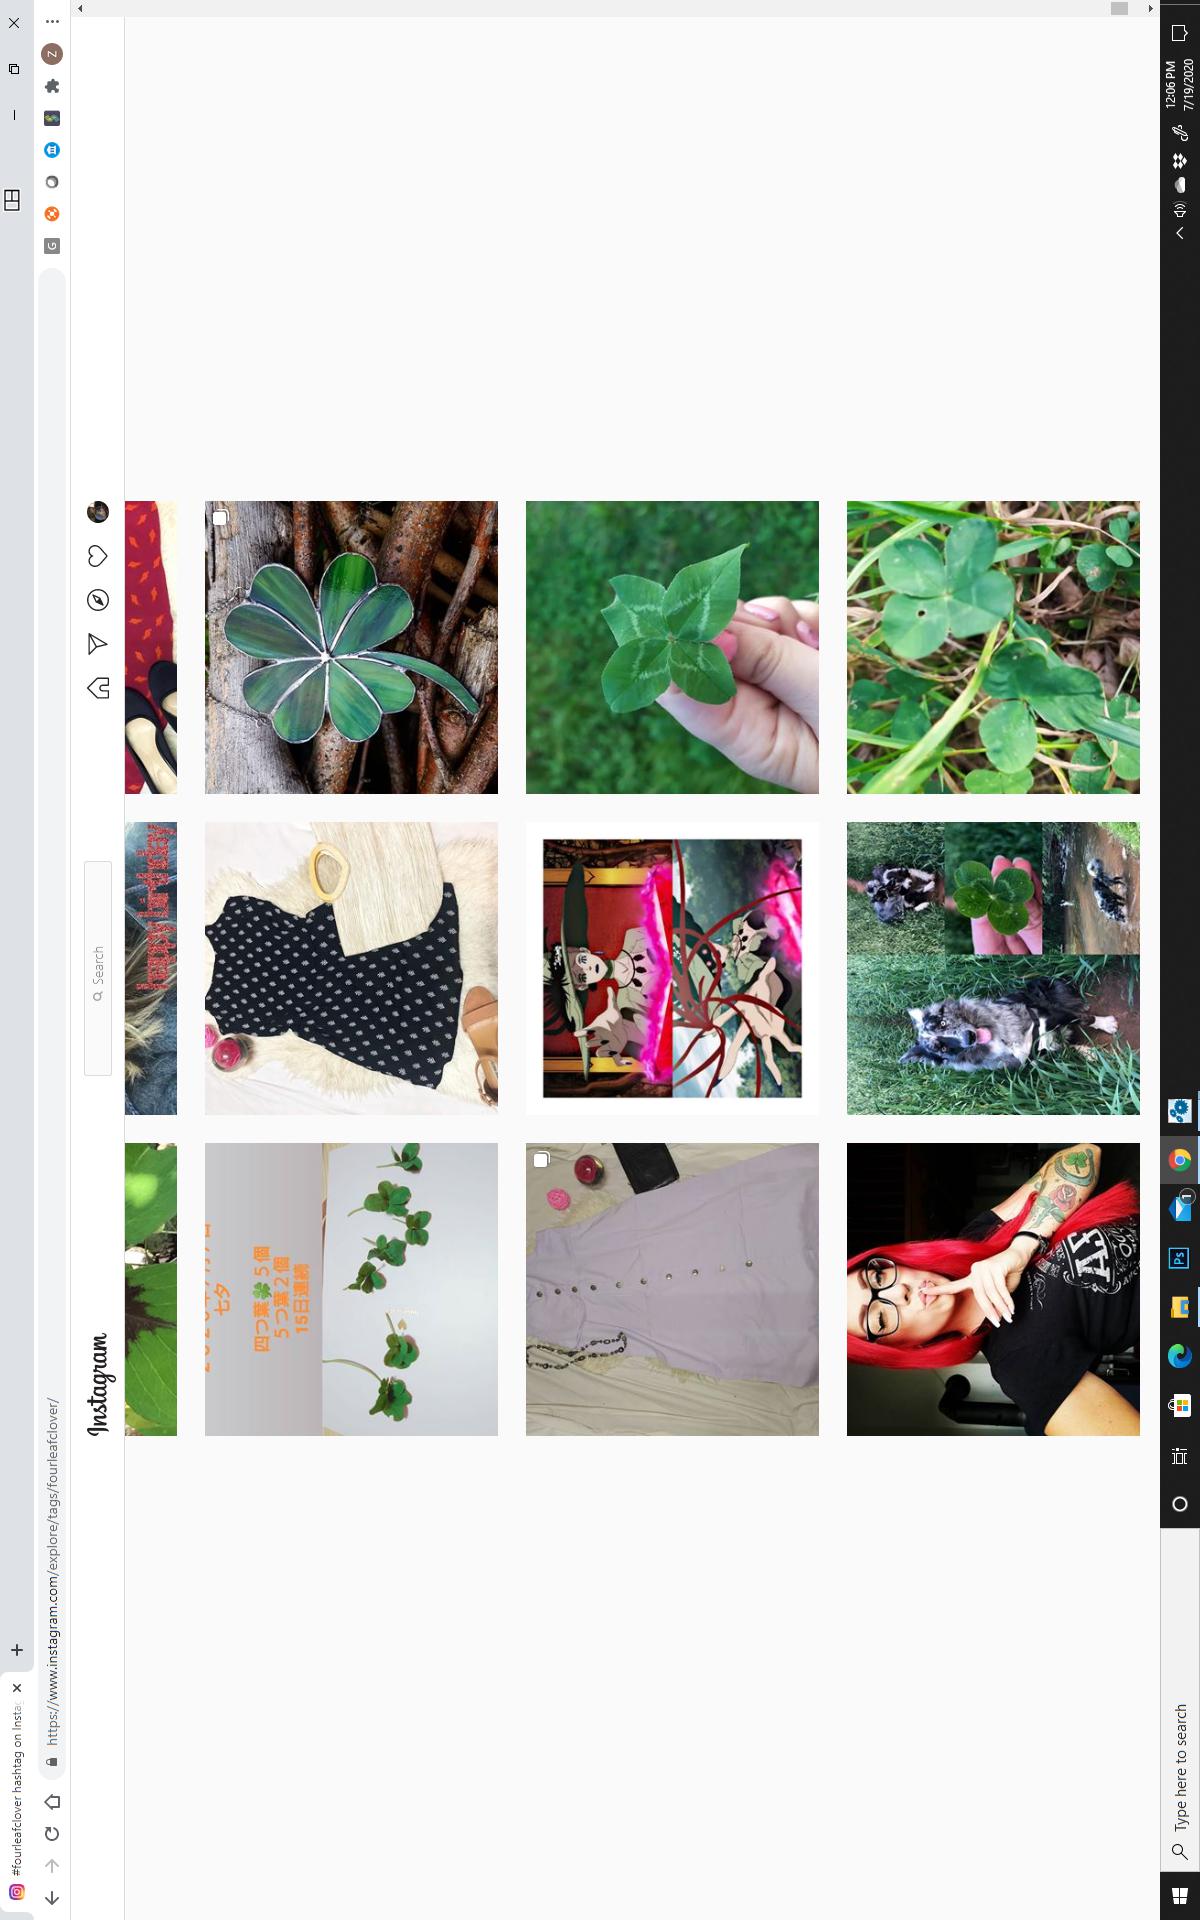 #fourleafclover hashtag on Insta
https://www.instagram.com/explore/tags/fourleafclover/
G
Z
Instagram
Search
七夕
四つ葉🍀5個
5つ葉2個
15日連続
Type here to search
Ps
1
12:06 PM
7/19/2020